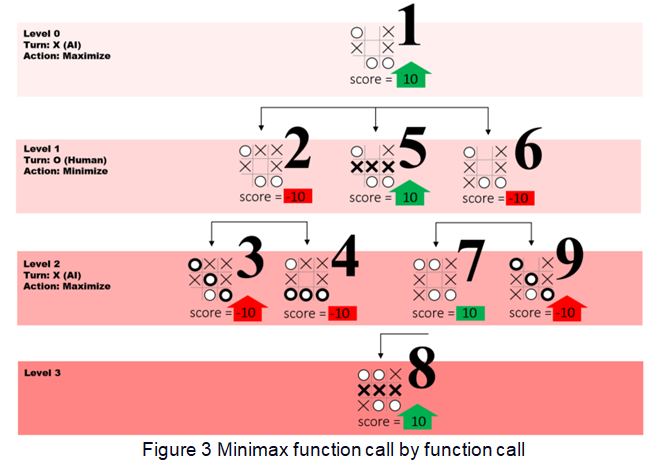 Level 0
Turn: X (AI)
Action: Maximize
O X
X
O O
1
score = 10
Level 1
Turn: O (Human)
Action: Minimize
O X X
X X
O O
2
score = -10
O X
X X X
O O
5
score = 10
O X
X X
X O O
6
score = -10
Level 2
Turn: X (AI)
Action: Maximize
O X X
X O X
O O
3
score = -10
O X X
X X
O O O
4
score = -10
O O X
X X
X O O
7
score = 10
O X
X O X
X O O
9
score = -10
Level 3
O O X
X X X
X O O
8
score = 10
Figure 3 Minimax function call by function call